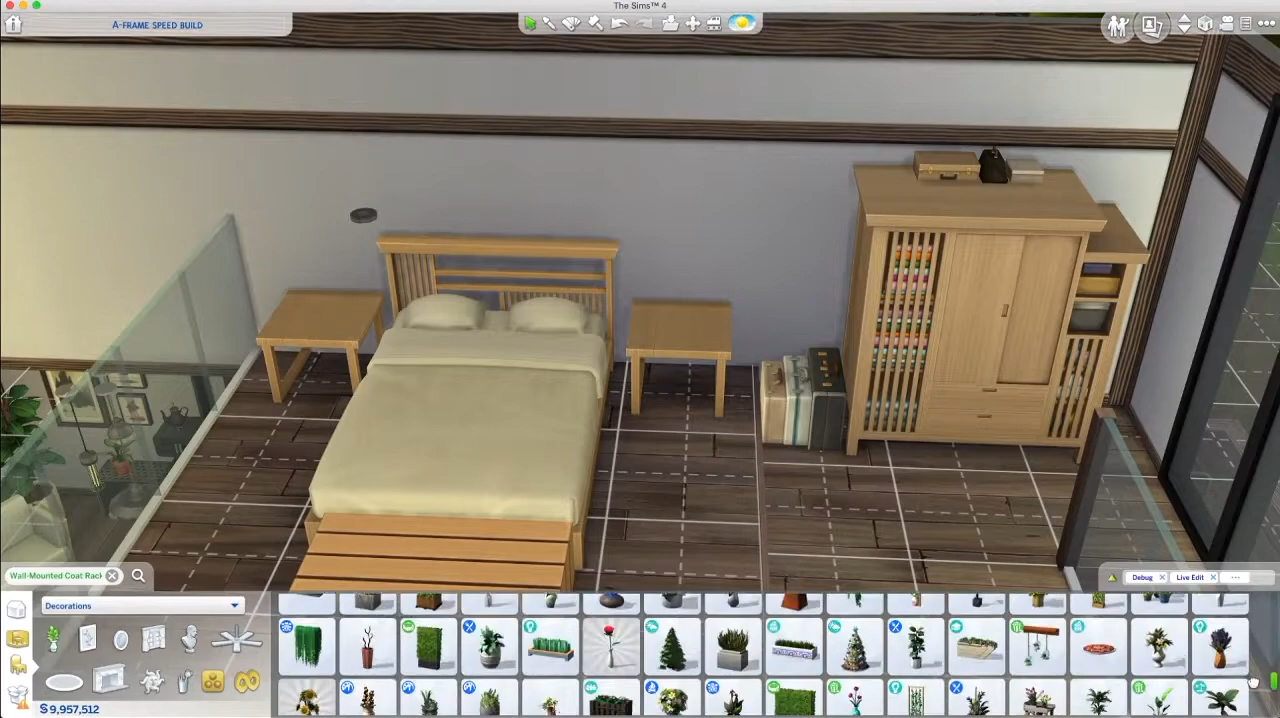 The Sims™ 4
A-FRAME SPEED BUILD
Wall-Mounted Coat Rack
Debug
Live Edit
Decorations
§9,957,512